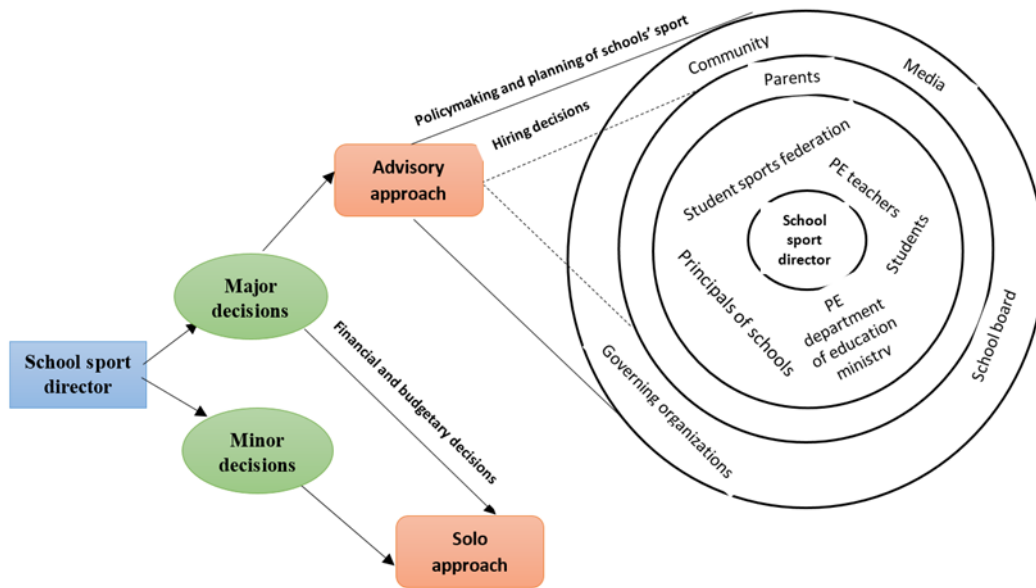 School sport
director
Major
decisions
Minor
decisions
Advisory
approach
Solo
approach
Financial and budgetary decisions
Policymaking and planning of schools' sport
Hiring decisions
Community
Media
School board
Governing organizations
Parents
Student sports federation
PE teachers
Students
PE
department
of education
ministry
Principals of schools
School
sport
director